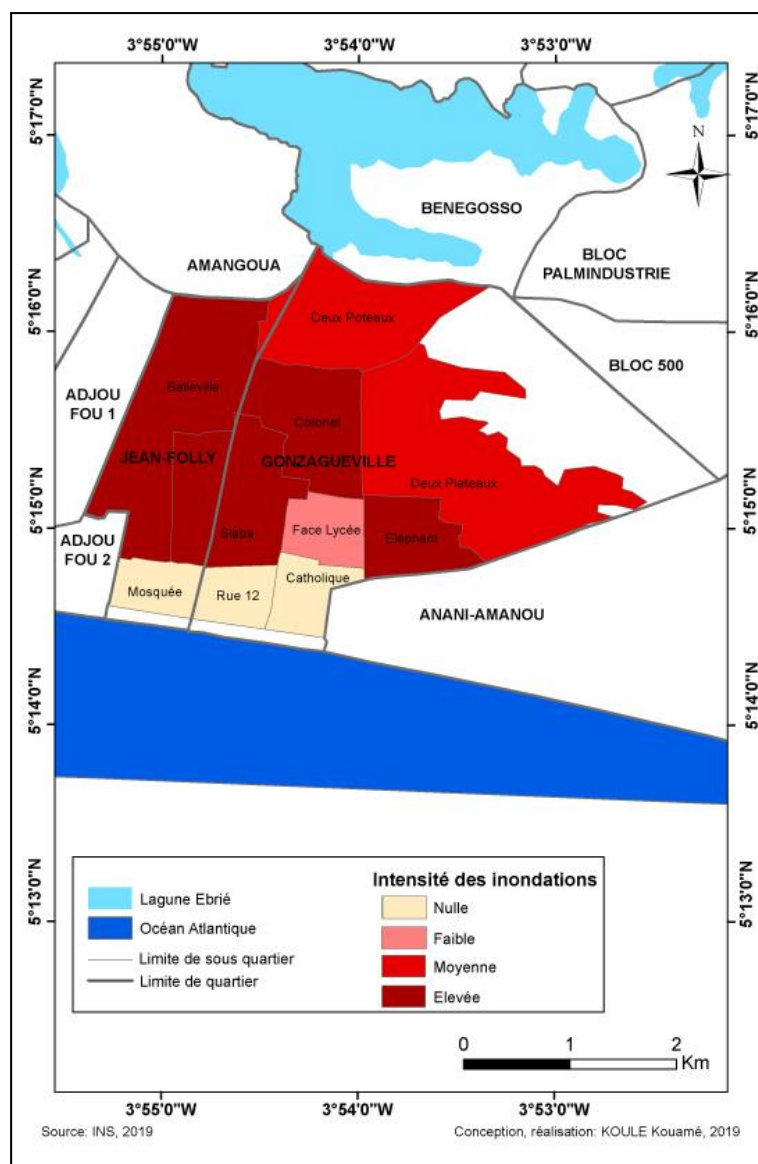 3°55'0"W 3°54'0"W 3°53'0"W
5°17'0"N 5°17'0"N
N
BENEGOSSO
BLOC
PALMINDUSTRIE
AMANGOUA
5°16'0"N 5°16'0"N
Deux Poteaux
BLOC 500
ADJOU
FOU 1
Balleville
Colonel
JEAN-FOLLY
GONZAGUEVILLE
Deux Plateaux
5°15'0"N 5°15'0"N
ADJOU
FOU 2
Siaba
Face Lycée
Eléphant
Catholique
Mosquée
Rue 12
ANANI-AMANOU
5°14'0"N 5°14'0"N
5°13'0"N 5°13'0"N
Lagune Ebrié
Océan Atlantique
Limite de sous quartier
Limite de quartier
Intensité des inondations
Nulle
Faible
Moyenne
Elevée
0 1 2
Km
3°55'0"W 3°54'0"W 3°53'0"W
Source: INS, 2019
Conception, réalisation: KOULE Kouamé, 2019